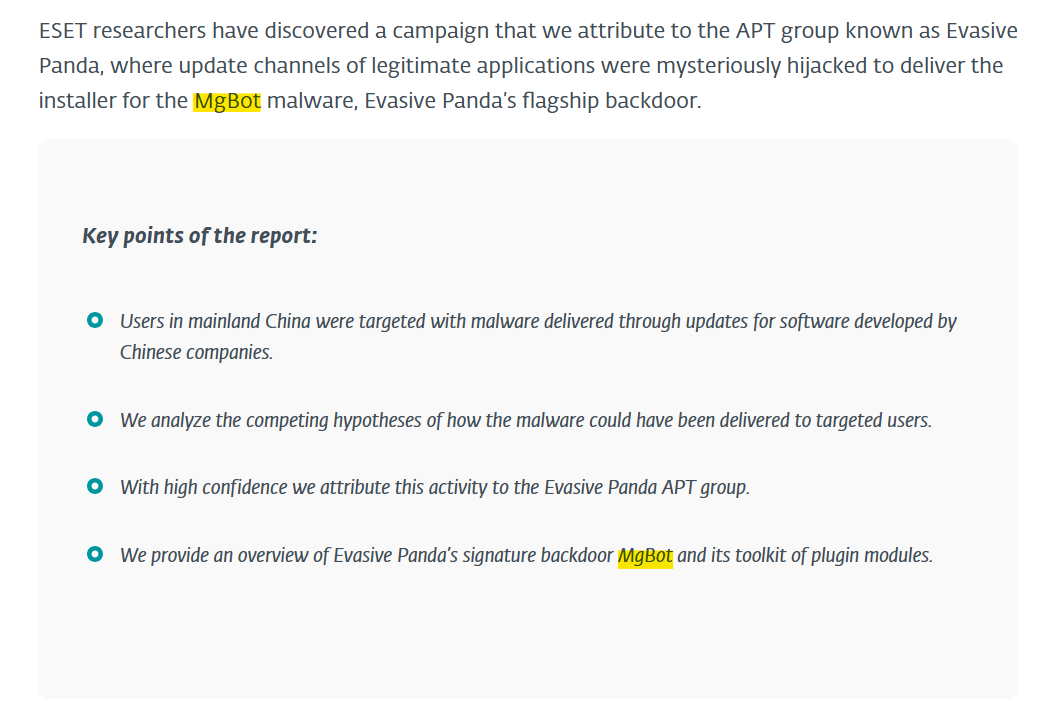 ESET researchers have discovered a campaign that we attribute to the APT group known as Evasive
Panda, where update channels of legitimate applications were mysteriously hijacked to deliver the
installer for the MgBot malware, Evasive Panda's flagship backdoor.
Key points of the report:
Users in mainland China were targeted with malware delivered through updates for software developed by
Chinese companies.
We analyze the competing hypotheses of how the malware could have been delivered to targeted users.
With high confidence we attribute this activity to the Evasive Panda APT group.
We provide an overview of Evasive Panda's signature backdoor MgBot and its toolkit of plugin modules.